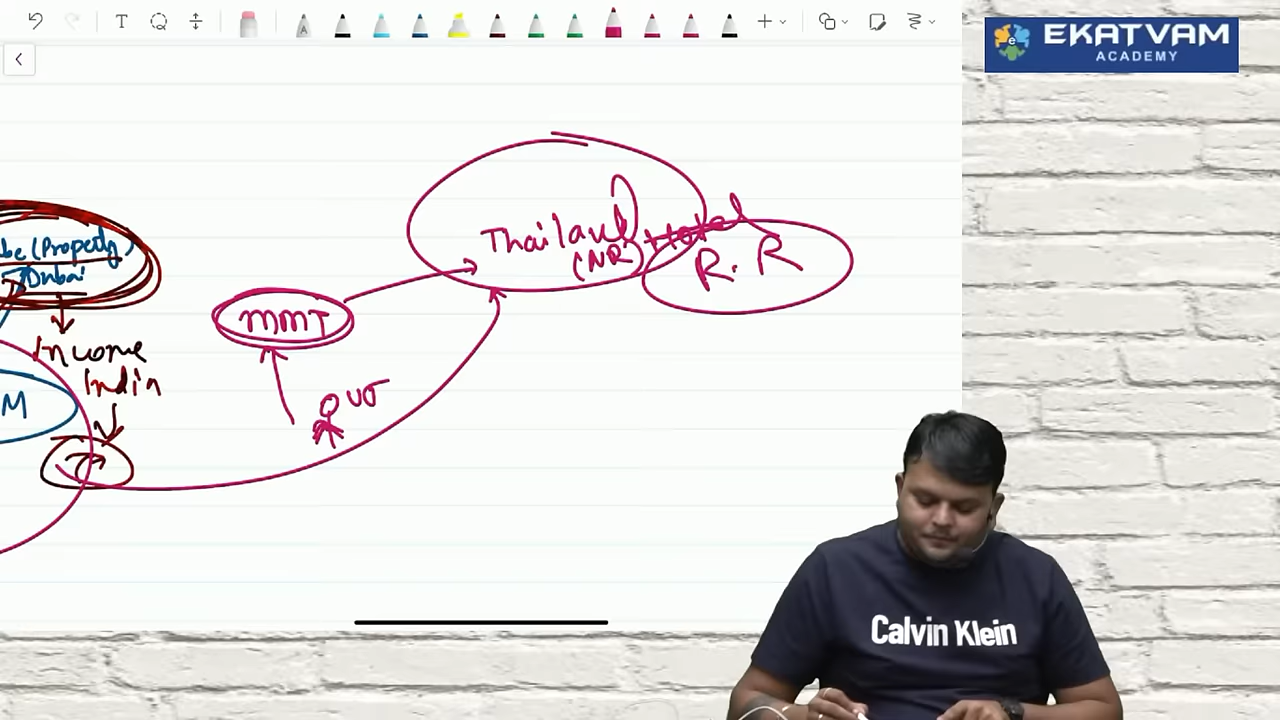 EKATVAM
ACADEMY
(Property)
Dubai
Income
India
M
MMT
Thailand
(NR)
Hotel
R.R
Calvin Klein
T
A